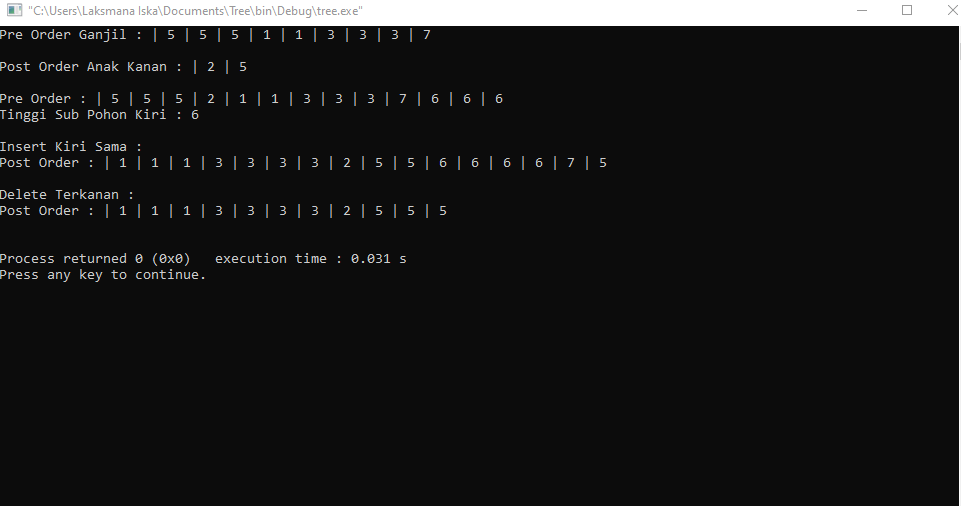 "C:\Users\Laksmana Iska\Documents\Tree\bin\Debug\tree.exe"
Pre Order Ganjil : | 5 | 5 | 5 | 1 | 1 | 3 | 3 | 3 | 7
Post Order Anak Kanan : | 2 | 5
Pre Order : | 5 | 5 | 5 | 2 | 1 | 1 | 3 | 3 | 3 | 7 | 6 | 6 | 6
Tinggi Sub Pohon Kiri : 6
Insert Kiri Sama :
Post Order : | 1 | 1 | 1 | 3 | 3 | 3 | 3 | 2 | 5 | 5 | 6 | 6 | 6 | 6 | 7 | 5
Delete Terkanan :
Post Order : | 1 | 1 | 1 | 3 | 3 | 3 | 3 | 2 | 5 | 5 | 5
Process returned 0 (0x0)   execution time : 0.031 s
Press any key to continue.